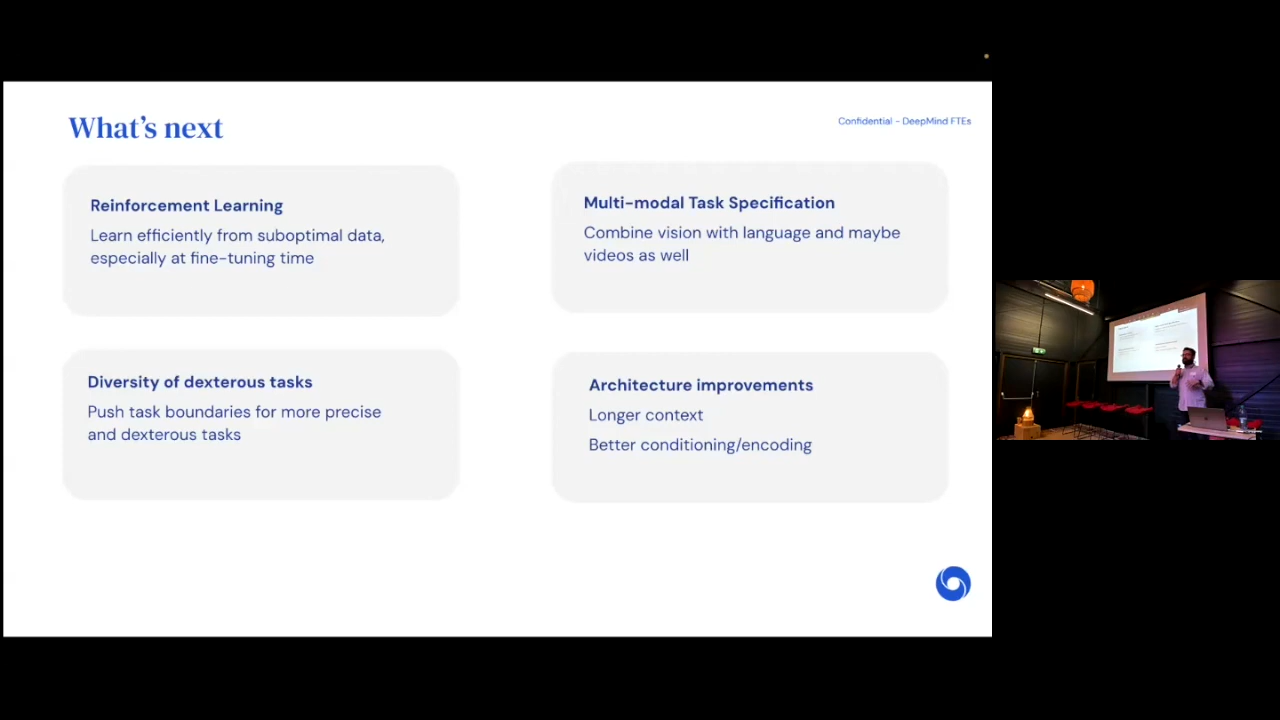 What's next
Confidential - DeepMind FTEs
Reinforcement Learning
Learn efficiently from suboptimal data,
especially at fine-tuning time
Multi-modal Task Specification
Combine vision with language and maybe
videos as well
Diversity of dexterous tasks
Push task boundaries for more precise
and dexterous tasks
Architecture improvements
Longer context
Better conditioning/encoding